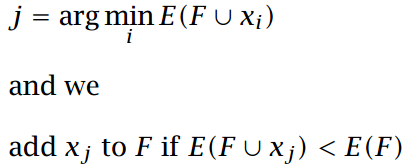 j = arg min_i E(F ∪ x_i)
and we
add x_j to F if E(F ∪ x_j) < E(F)